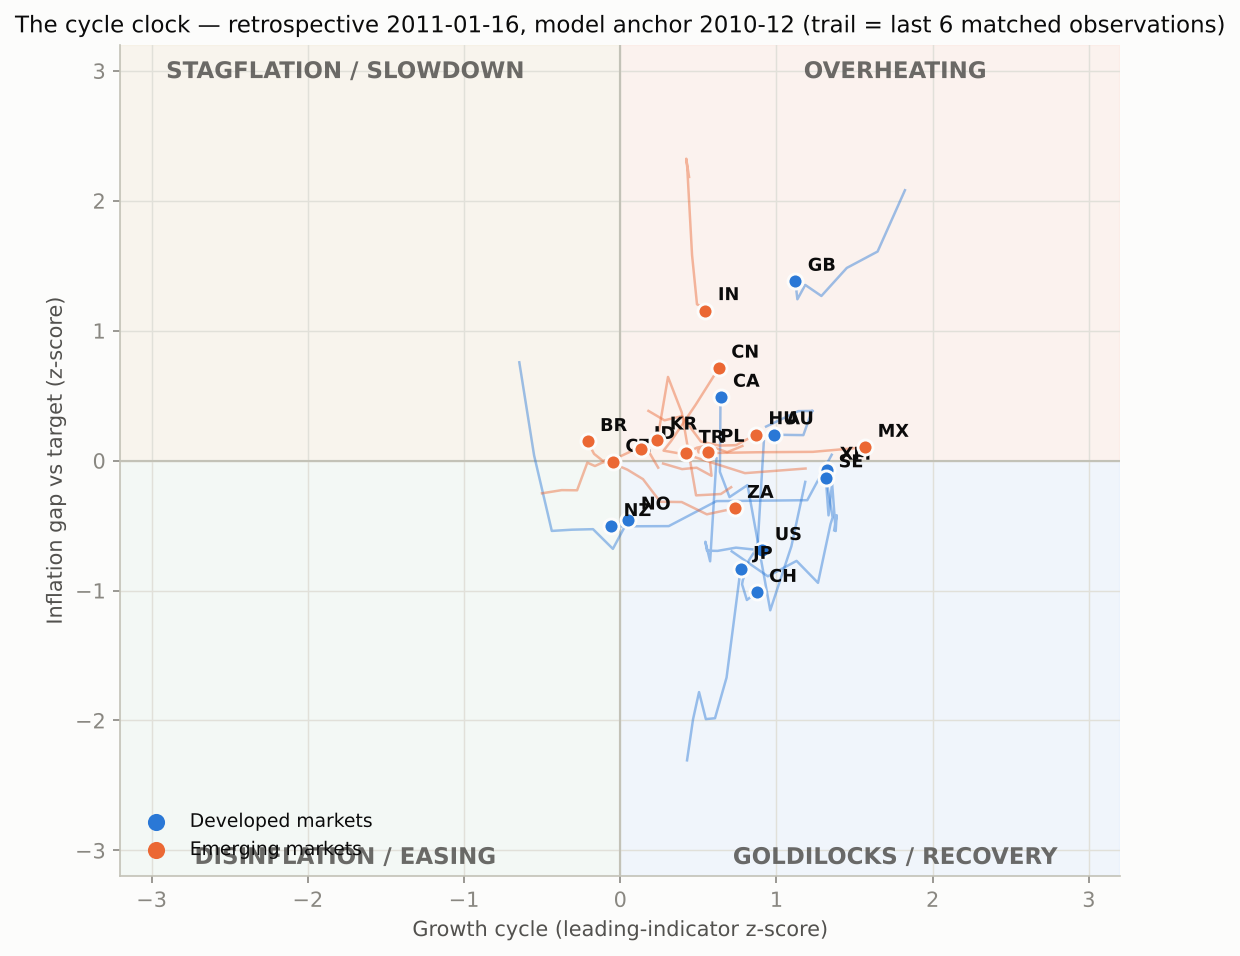 The cycle clock — retrospective 2011-01-16, model anchor 2010-12 (trail = last 6 matched observations)
STAGFLATION / SLOWDOWN
OVERHEATING
GB
IN
CN
CA
BR
KR
HU
AU
MX
TR
PL
SE
ZA
NZ
NO
US
JP
CH
Developed markets
Emerging markets
DISINFLATION / EASING
GOLDILOCKS / RECOVERY
3
2
1
0
−1
−2
−3
−3
−2
−1
0
1
2
3
Growth cycle (leading-indicator z-score)
Inflation gap vs target (z-score)